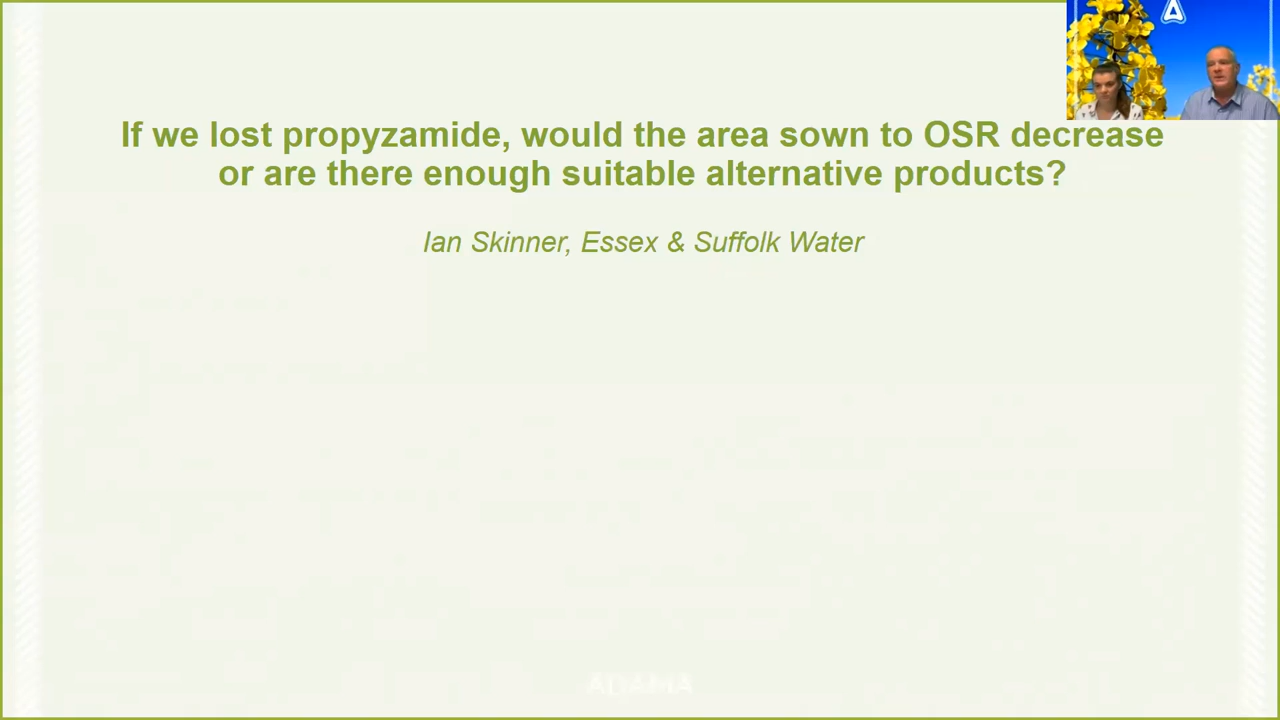 If we lost propyzamide, would the area sown to OSR decrease
or are there enough suitable alternative products?
Ian Skinner, Essex & Suffolk Water
ADAMA